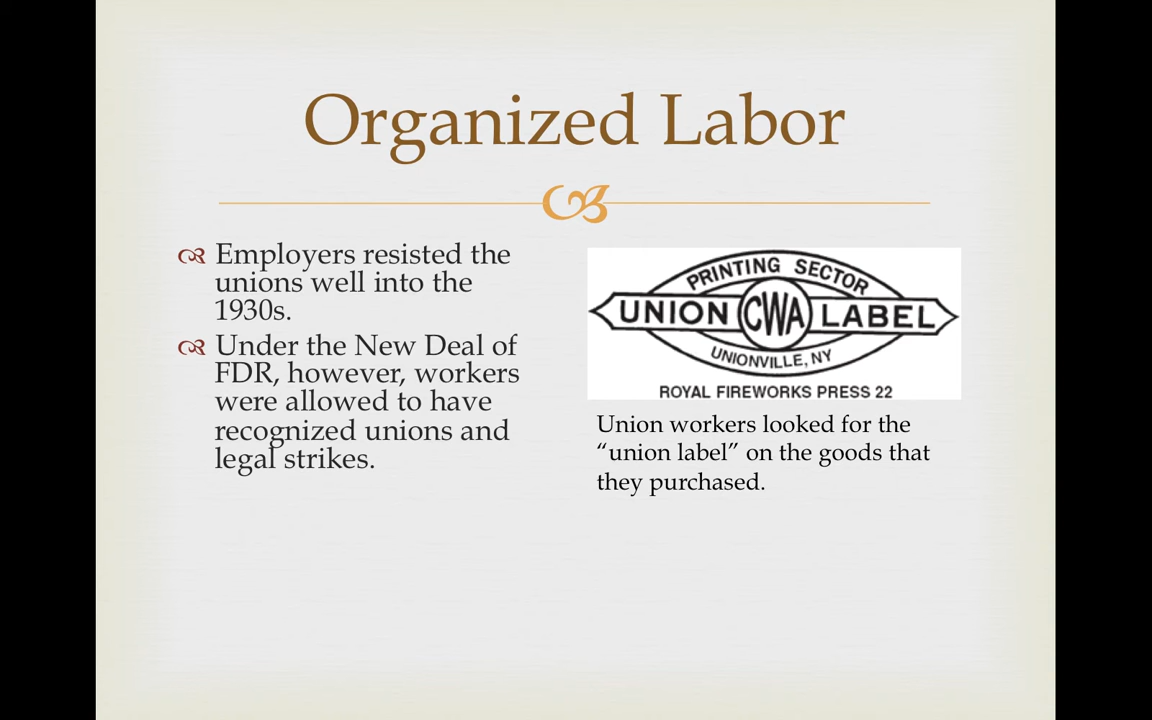 Organized Labor
Employers resisted the
unions well into the
1930s.
Under the New Deal of
FDR, however, workers
were allowed to have
recognized unions and
legal strikes.
PRINTING SECTOR
UNION CWA LABEL
UNIONVILLE, NY
ROYAL FIREWORKS PRESS 22
Union workers looked for the
“union label” on the goods that
they purchased.